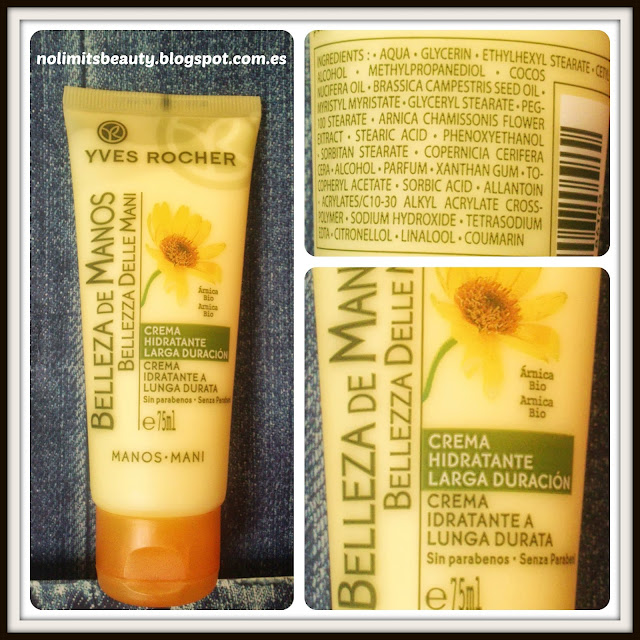 nolimitsbeauty.blogspot.com.es
YVES ROCHER
BELLEZA DE MANOS
BELLEZZA DELLE MANI
Árnica
Bio
Arnica
Bio
CREMA
HIDRATANTE
LARGA DURACIÓN
CREMA
IDRATANTE A
LUNGA DURATA
Sin parabenos • Senza Parabe
e75ml
MANOS • MANI
INGREDIENTS : • AQUA • GLYCERIN • ETHYLHEXYL STEARATE • CETYL
ALCOHOL • METHYLPROPANEDIOL • COCOS
NUCIFERA OIL • BRASSICA CAMPESTRIS SEED OIL •
MYRISTYL MYRISTATE • GLYCERYL STEARATE • PEG-
100 STEARATE • ARNICA CHAMISSONIS FLOWER
EXTRACT • STEARIC ACID • PHENOXYETHANOL
• SORBITAN STEARATE • COPERNICIA CERIFERA
CERA • ALCOHOL • PARFUM • XANTHAN GUM • TO-
COPHERYL ACETATE • SORBIC ACID • ALLANTOIN
• ACRYLATES/C10-30 ALKYL ACRYLATE CROSS-
POLYMER • SODIUM HYDROXIDE • TETRASODIUM
EDTA • CITRONELLOL • LINALOOL • COUMARIN
BELLEZA DE MAN
BELLEZZA DELLE M
Árnica
Bio
Arnica
Bio
CREMA
HIDRATANTE
LARGA DURACIÓN
CREMA
IDRATANTE A
LUNGA DURATA
Sin parabenos • Senza Parabeni
e75ml